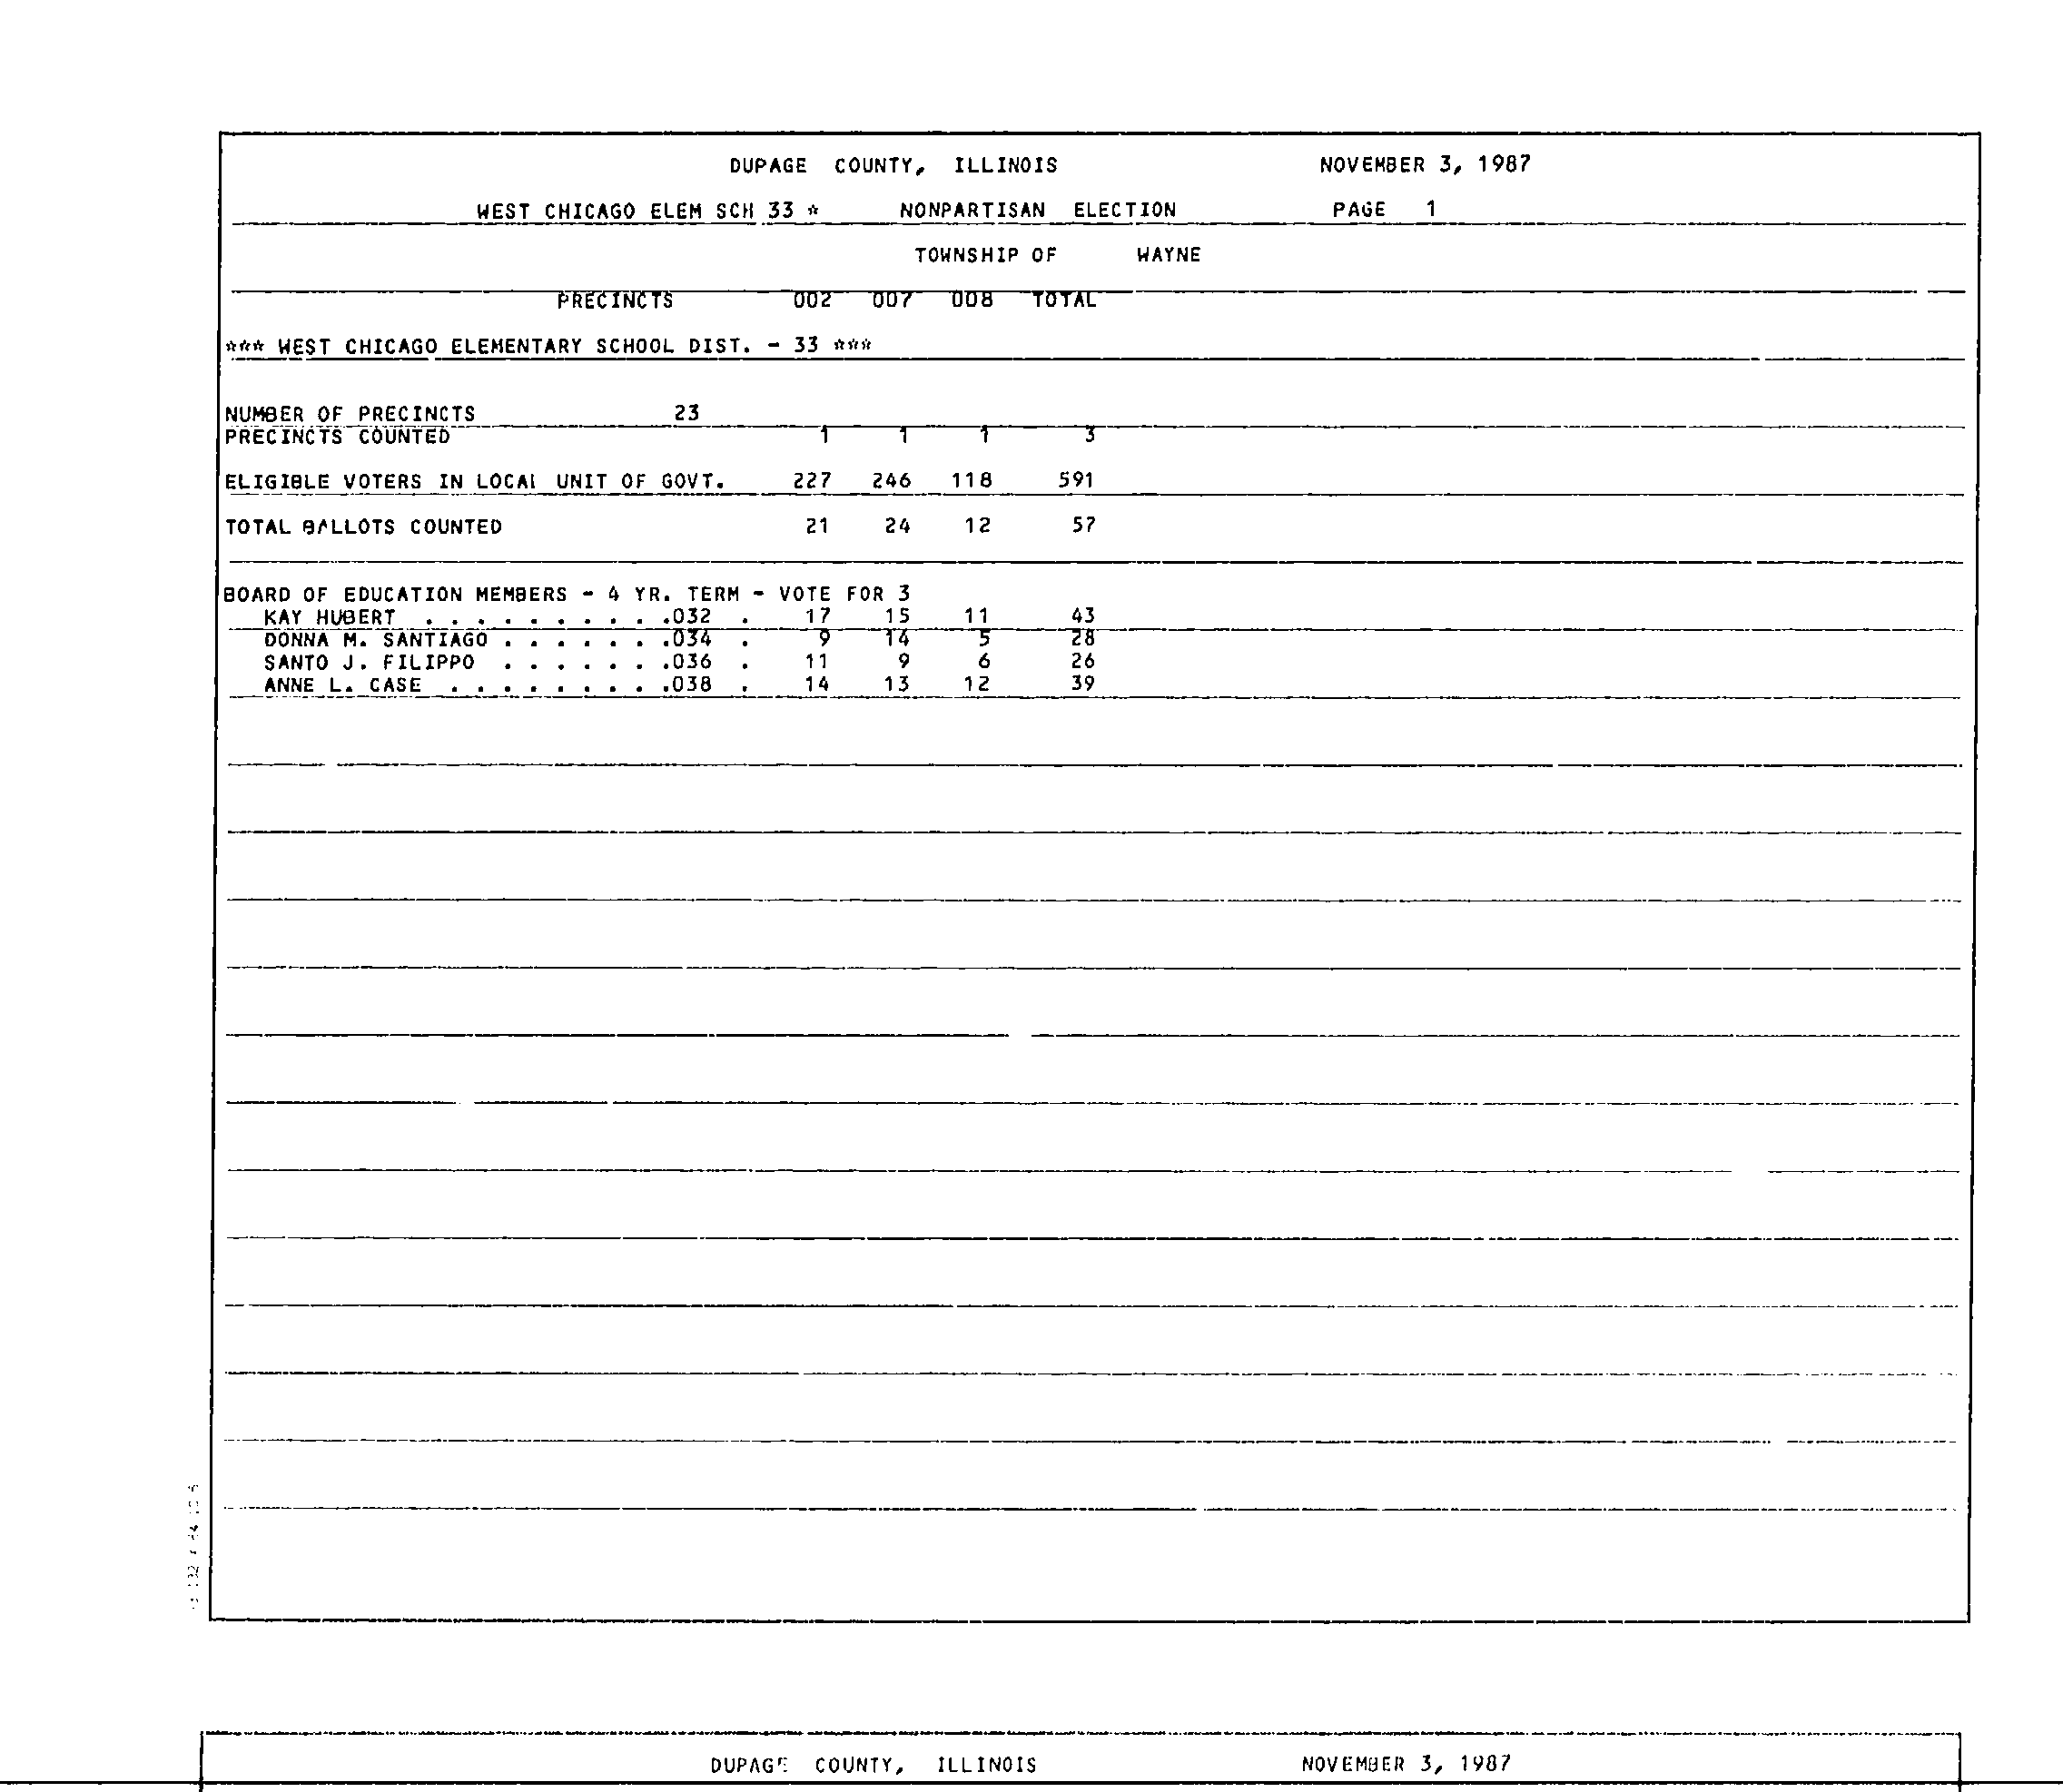 DUPAGE COUNTY, ILLINOIS NOVEMBER 3, 1987
WEST CHICAGO ELEM SCH 33 * NONPARTISAN ELECTION PAGE 1
TOWNSHIP OF WAYNE
PRECINCTS 002 007 008 TOTAL
*** WEST CHICAGO ELEMENTARY SCHOOL DIST. - 33 ***
NUMBER OF PRECINCTS 23
PRECINCTS COUNTED 1 1 1 3
ELIGIBLE VOTERS IN LOCAL UNIT OF GOVT. 227 246 118 591
TOTAL BALLOTS COUNTED 21 24 12 57
BOARD OF EDUCATION MEMBERS - 4 YR. TERM - VOTE FOR 3
KAY HUBERT . . . . . . . . . .032 . 17 15 11 43
DONNA M. SANTIAGO . . . . . . .034 . 9 14 5 28
SANTO J. FILIPPO . . . . . . .036 . 11 9 6 26
ANNE L. CASE . . . . . . . . .038 . 14 13 12 39
DUPAGE COUNTY, ILLINOIS NOVEMBER 3, 1987